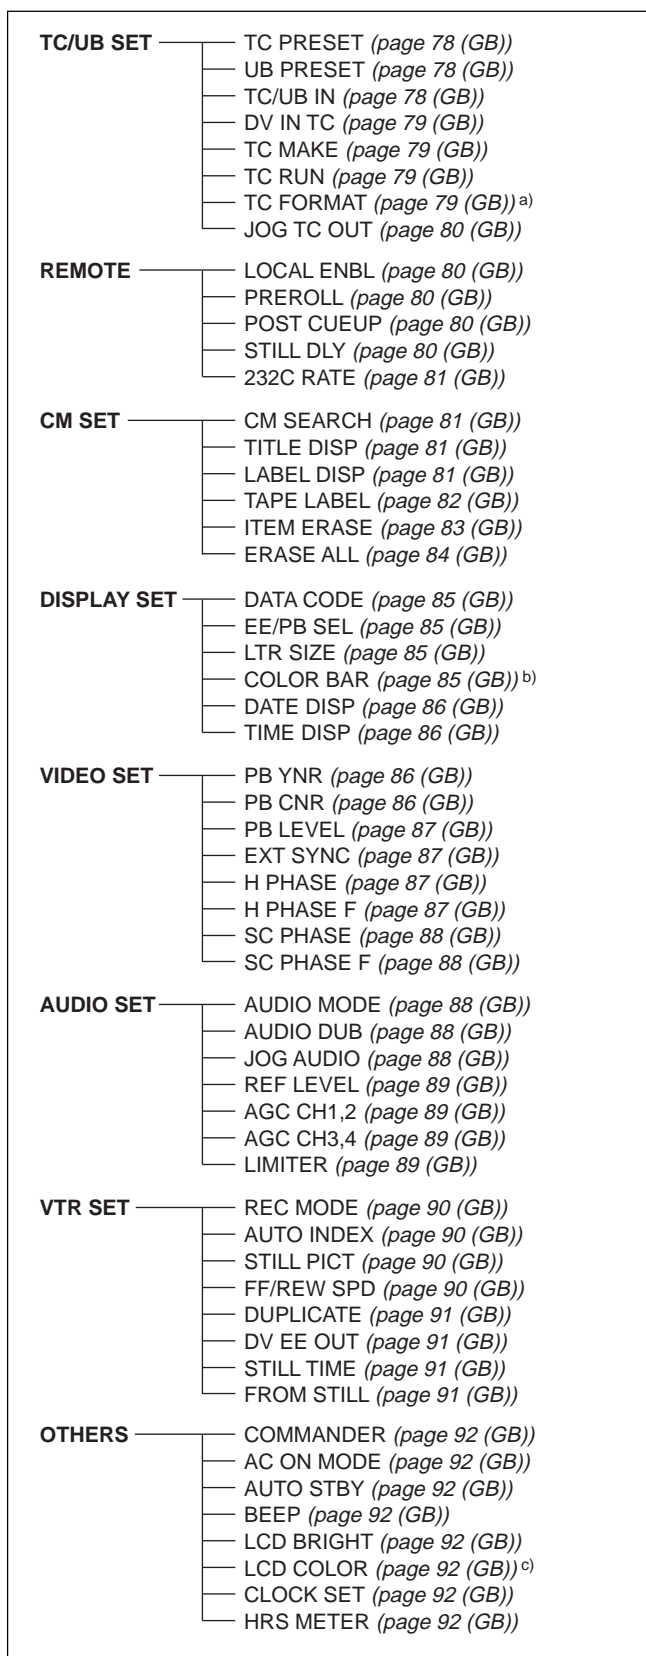 TC/UB SET TC PRESET (page 78 (GB))
UB PRESET (page 78 (GB))
TC/UB IN (page 78 (GB))
DV IN TC (page 79 (GB))
TC MAKE (page 79 (GB))
TC RUN (page 79 (GB))
TC FORMAT (page 79 (GB)) a)
JOG TC OUT (page 80 (GB))
REMOTE LOCAL ENBL (page 80 (GB))
PREROLL (page 80 (GB))
POST CUEUP (page 80 (GB))
STILL DLY (page 80 (GB))
232C RATE (page 81 (GB))
CM SET CM SEARCH (page 81 (GB))
TITLE DISP (page 81 (GB))
LABEL DISP (page 81 (GB))
TAPE LABEL (page 82 (GB))
ITEM ERASE (page 83 (GB))
ERASE ALL (page 84 (GB))
DISPLAY SET DATA CODE (page 85 (GB))
EE/PB SEL (page 85 (GB))
LTR SIZE (page 85 (GB))
COLOR BAR (page 85 (GB)) b)
DATE DISP (page 86 (GB))
TIME DISP (page 86 (GB))
VIDEO SET PB YNR (page 86 (GB))
PB CNR (page 86 (GB))
PB LEVEL (page 87 (GB))
EXT SYNC (page 87 (GB))
H PHASE (page 87 (GB))
H PHASE F (page 87 (GB))
SC PHASE (page 88 (GB))
SC PHASE F (page 88 (GB))
AUDIO SET AUDIO MODE (page 88 (GB))
AUDIO DUB (page 88 (GB))
JOG AUDIO (page 88 (GB))
REF LEVEL (page 89 (GB))
AGC CH1,2 (page 89 (GB))
AGC CH3,4 (page 89 (GB))
LIMITER (page 89 (GB))
VTR SET REC MODE (page 90 (GB))
AUTO INDEX (page 90 (GB))
STILL PICT (page 90 (GB))
FF/REW SPD (page 90 (GB))
DUPLICATE (page 91 (GB))
DV EE OUT (page 91 (GB))
STILL TIME (page 91 (GB))
FROM STILL (page 91 (GB))
OTHERS COMMANDER (page 92 (GB))
AC ON MODE (page 92 (GB))
AUTO STBY (page 92 (GB))
BEEP (page 92 (GB))
LCD BRIGHT (page 92 (GB))
LCD COLOR (page 92 (GB)) c)
CLOCK SET (page 92 (GB))
HRS METER (page 92 (GB))